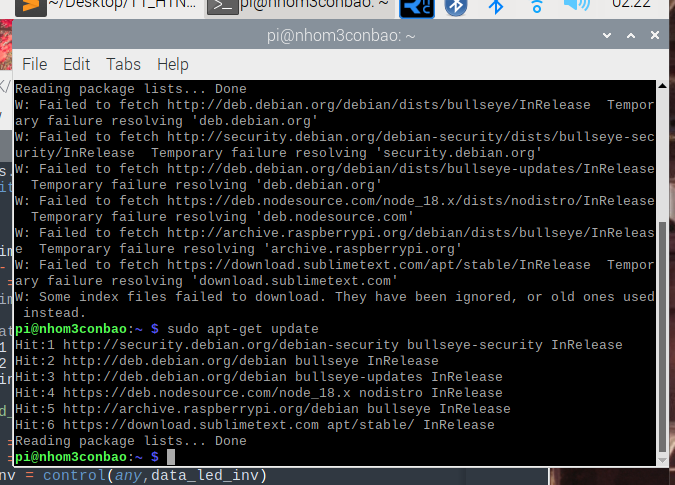 ~/Desktop/TT_HTN...
pi@nhom3conbao: ~
02:22
pi@nhom3conbao: ~
File Edit Tabs Help
Reading package lists... Done
W: Failed to fetch http://deb.debian.org/debian/dists/bullseye/InRelease  Tempor
ary failure resolving 'deb.debian.org'
W: Failed to fetch http://security.debian.org/debian-security/dists/bullseye-sec
urity/InRelease  Temporary failure resolving 'security.debian.org'
W: Failed to fetch http://deb.debian.org/debian/dists/bullseye-updates/InRelease
  Temporary failure resolving 'deb.debian.org'
W: Failed to fetch https://deb.nodesource.com/node_18.x/dists/nodistro/InRelease
  Temporary failure resolving 'deb.nodesource.com'
W: Failed to fetch http://archive.raspberrypi.org/debian/dists/bullseye/InReleas
e  Temporary failure resolving 'archive.raspberrypi.org'
W: Failed to fetch https://download.sublimetext.com/apt/stable/InRelease  Tempor
ary failure resolving 'download.sublimetext.com'
W: Some index files failed to download. They have been ignored, or old ones used
 instead.
pi@nhom3conbao:~ $ sudo apt-get update
Hit:1 http://security.debian.org/debian-security bullseye-security InRelease
Hit:2 http://deb.debian.org/debian bullseye InRelease
Hit:3 http://deb.debian.org/debian bullseye-updates InRelease
Hit:4 https://deb.nodesource.com/node_18.x nodistro InRelease
Hit:5 http://archive.raspberrypi.org/debian bullseye InRelease
Hit:6 https://download.sublimetext.com apt/stable/ InRelease
Reading package lists... Done
pi@nhom3conbao:~ $
nv = control(any,data_led_inv)